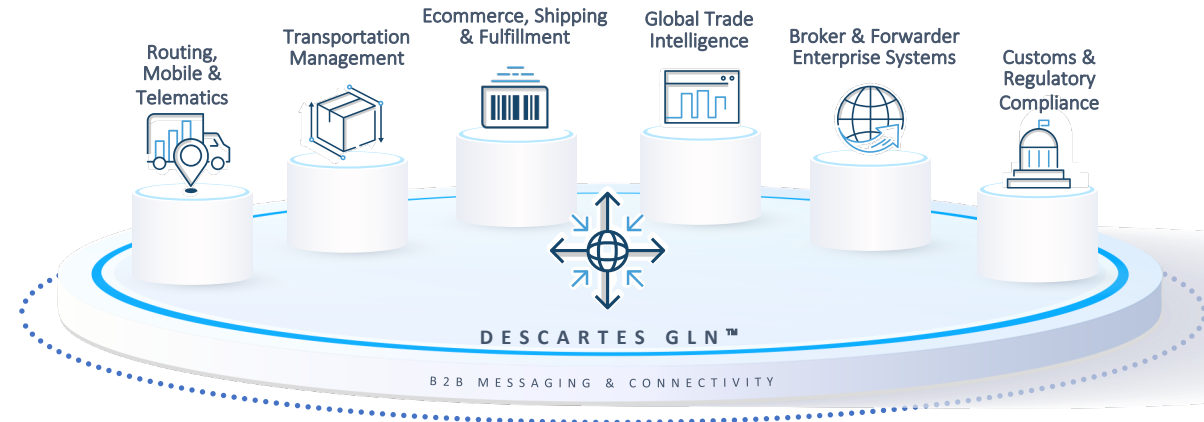 Routing,
Mobile &
Telematics
Transportation
Management
Ecommerce, Shipping
& Fulfillment
Global Trade
Intelligence
Broker & Forwarder
Enterprise Systems
Customs &
Regulatory
Compliance
DESCARTES GLN™
B2B MESSAGING & CONNECTIVITY